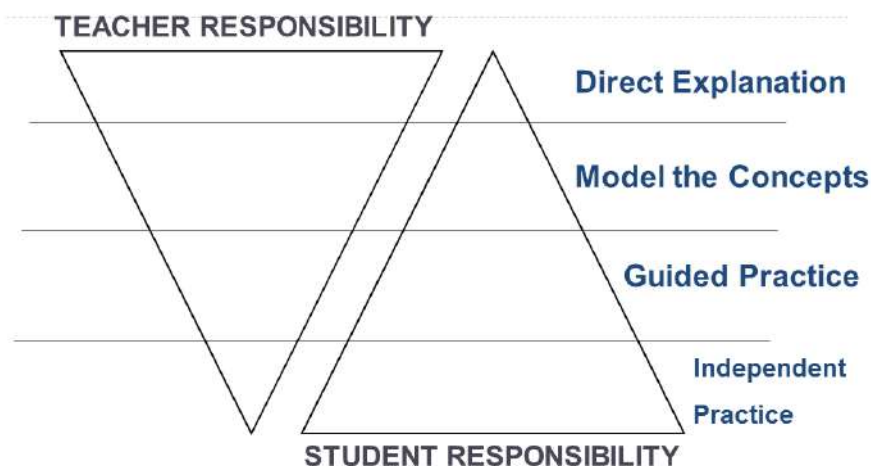 TEACHER RESPONSIBILITY
Direct Explanation
Model the Concepts
Guided Practice
Independent
Practice
STUDENT RESPONSIBILITY